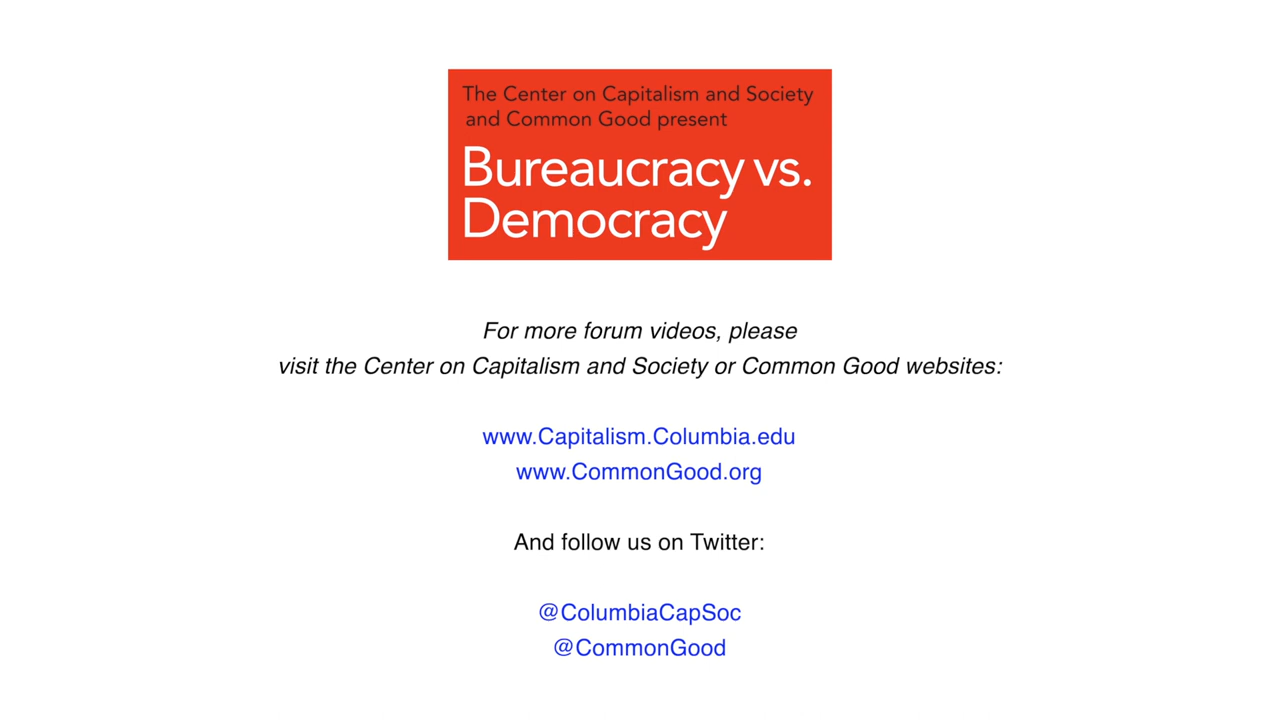 The Center on Capitalism and Society
and Common Good present
Bureaucracy vs.
Democracy
For more forum videos, please
visit the Center on Capitalism and Society or Common Good websites:
www.Capitalism.Columbia.edu
www.CommonGood.org
And follow us on Twitter:
@ColumbiaCapSoc
@CommonGood